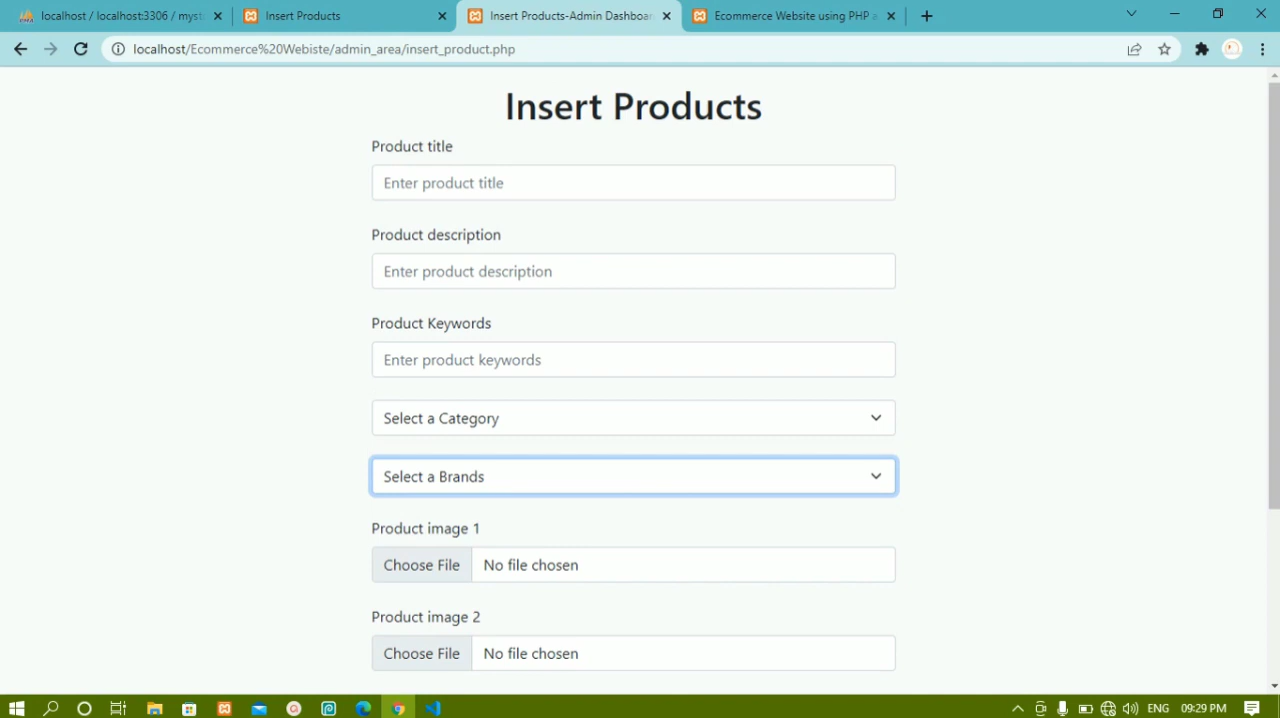 localhost / localhost:3306 / myst
Insert Products
Insert Products-Admin Dashboar
Ecommerce Website using PHP a
localhost/Ecommerce%20Webiste/admin_area/insert_product.php
Insert Products
Product title
Enter product title
Product description
Enter product description
Product Keywords
Enter product keywords
Select a Category
Select a Brands
Product image 1
Choose File No file chosen
Product image 2
Choose File No file chosen
ENG 09:29 PM